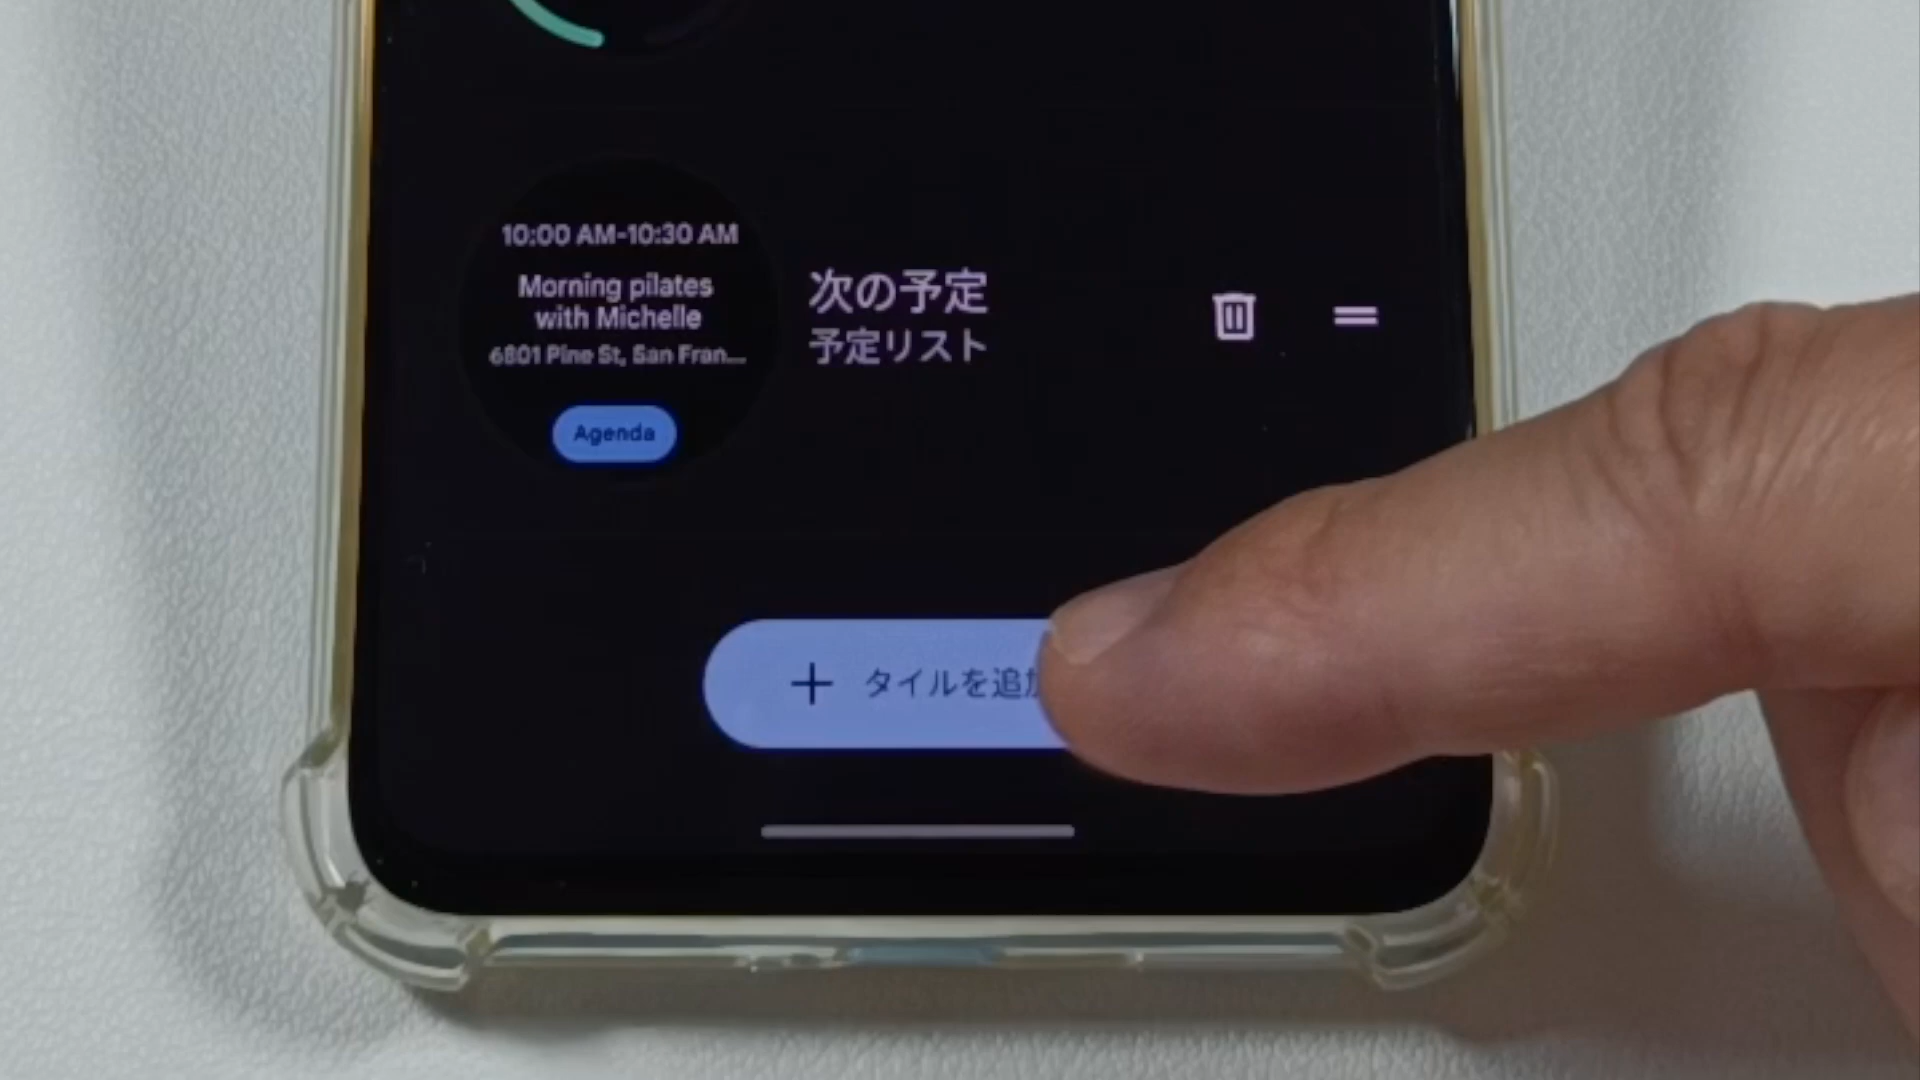 10:00 AM-10:30 AM
Morning pilates
with Michelle
6801 Pine St, San Fran...
Agenda
次の予定
予定リスト
+ タイルを追